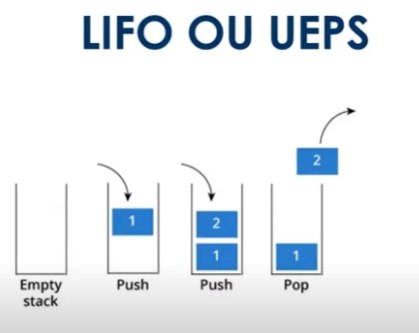 LIFO OU UEPS
2
1
2
1
1
Empty
stack
Push
Push
Pop